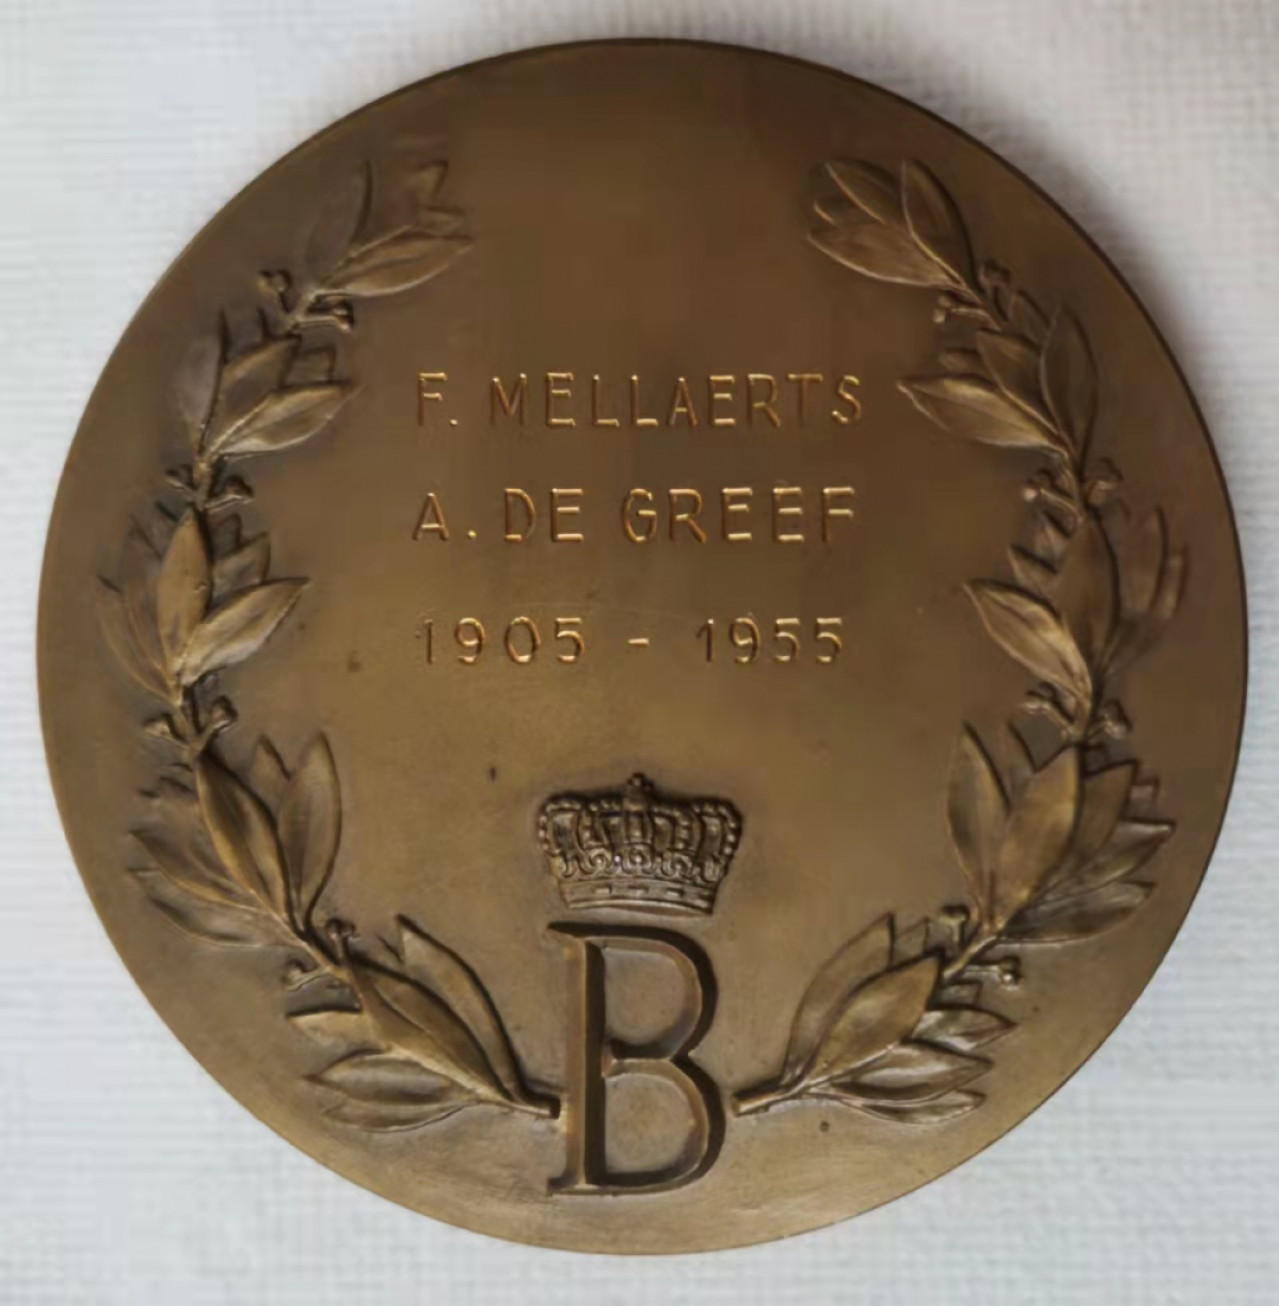 F. MELLAERTS
A. DE GREEF
1905 - 1955
B